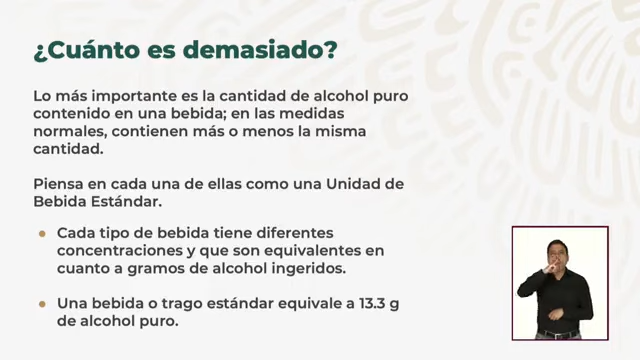 ¿Cuánto es demasiado?
Lo más importante es la cantidad de alcohol puro
contenido en una bebida; en las medidas
normales, contienen más o menos la misma
cantidad.
Piensa en cada una de ellas como una Unidad de
Bebida Estándar.
Cada tipo de bebida tiene diferentes
concentraciones y que son equivalentes en
cuanto a gramos de alcohol ingeridos.
Una bebida o trago estándar equivale a 13.3 g
de alcohol puro.